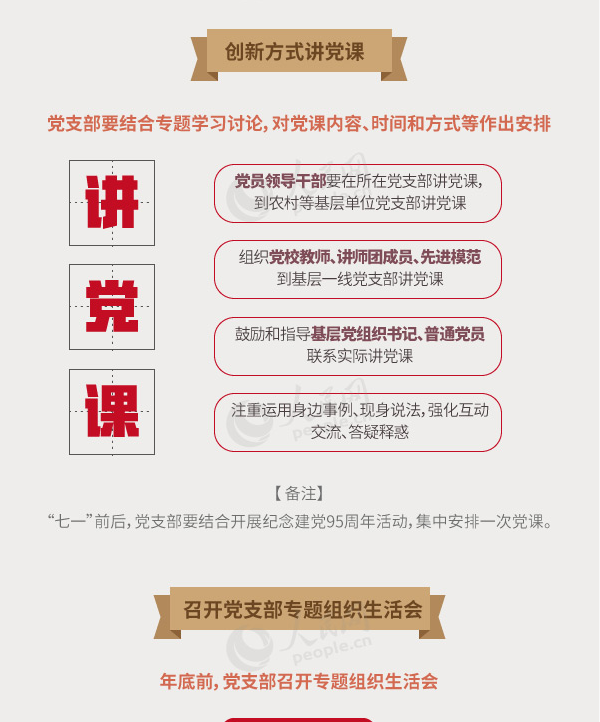 创新方式讲党课
党支部要结合专题学习讨论，对党课内容、时间和方式等作出安排
讲
党
课
党员领导干部要在所在党支部讲党课，
到农村等基层单位党支部讲党课
组织党校教师、讲师团成员、先进模范
到基层一线党支部讲党课
鼓励和指导基层党组织书记、普通党员
联系实际讲党课
注重运用身边事例、现身说法，强化互动
交流、答疑释惑
【备注】
“七一”前后，党支部要结合开展纪念建党95周年活动，集中安排一次党课。
召开党支部专题组织生活会
人民网
people.cn
年底前，党支部召开专题组织生活会